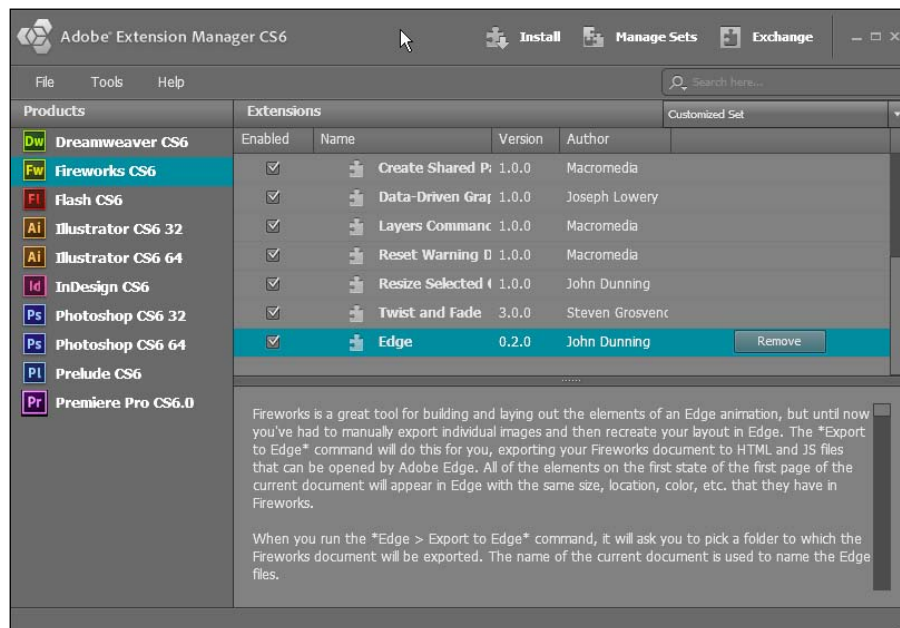 Adobe® Extension Manager CS6 Install Manage Sets Exchange
File Tools Help Search here...
Products Extensions Customized Set
Enabled Name Version Author
Dw Dreamweaver CS6
Fw Fireworks CS6
Fl Flash CS6
Ai Illustrator CS6 32
Ai Illustrator CS6 64
Id InDesign CS6
Ps Photoshop CS6 32
Ps Photoshop CS6 64
Pl Prelude CS6
Pr Premiere Pro CS6.0
Create Shared P 1.0.0 Macromedia
Data-Driven Grap 1.0.0 Joseph Lowery
Layers Command 1.0.0 Macromedia
Reset Warning D 1.0.0 Macromedia
Resize Selected 1.0.0 John Dunning
Twist and Fade 3.0.0 Steven Grosveno
Edge 0.2.0 John Dunning Remove
Fireworks is a great tool for building and laying out the elements of an Edge animation, but until now
you've had to manually export individual images and then recreate your layout in Edge. The *Export
to Edge* command will do this for you, exporting your Fireworks document to HTML and JS files
that can be opened by Adobe Edge. All of the elements on the first state of the first page of the
current document will appear in Edge with the same size, location, color, etc. that they have in
Fireworks.
When you run the *Edge > Export to Edge* command, it will ask you to pick a folder to which the
Fireworks document will be exported. The name of the current document is used to name the Edge
files.